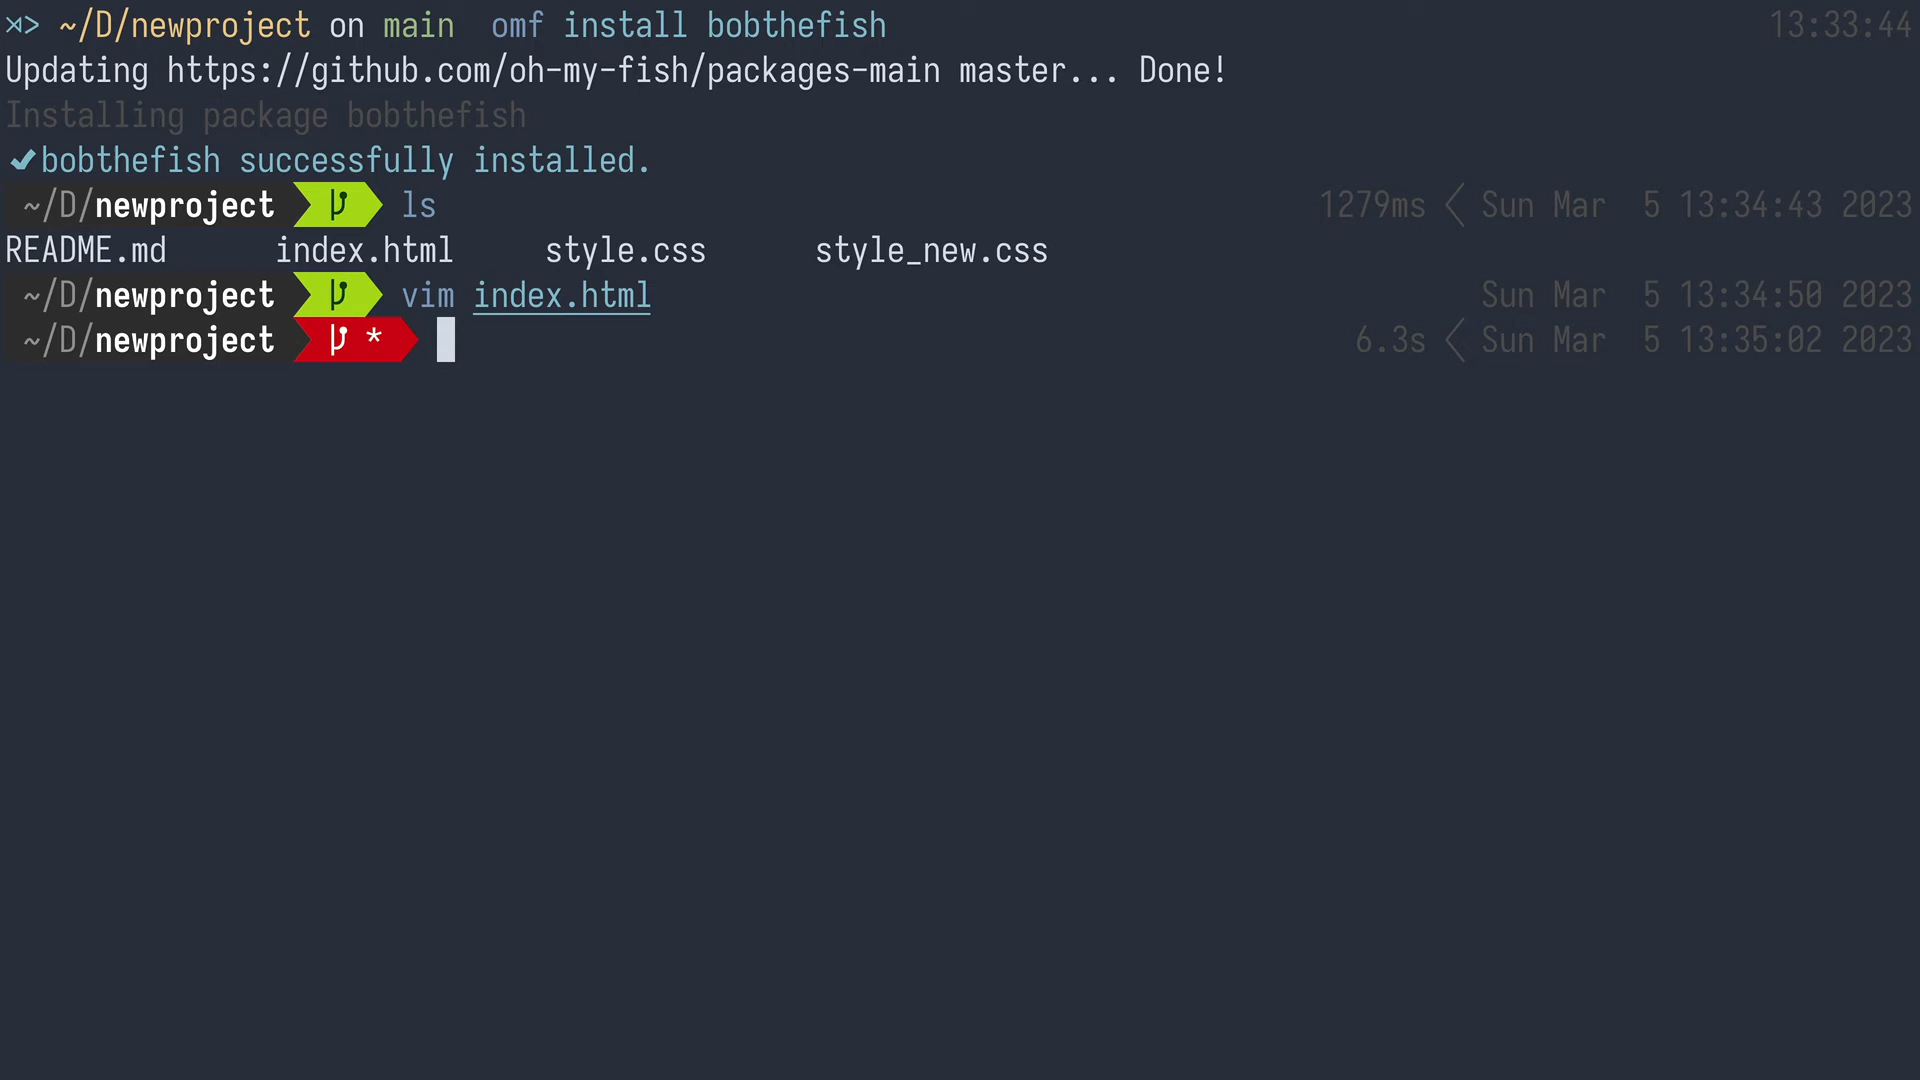 ⋊> ~/D/newproject on main  omf install bobthefish 13:33:44
Updating https://github.com/oh-my-fish/packages-main master... Done!
Installing package bobthefish
✔bobthefish successfully installed.
~/D/newproject ls 1279ms Sun Mar  5 13:34:43 2023
README.md index.html style.css style_new.css
~/D/newproject vim index.html Sun Mar  5 13:34:50 2023
~/D/newproject * 6.3s Sun Mar  5 13:35:02 2023